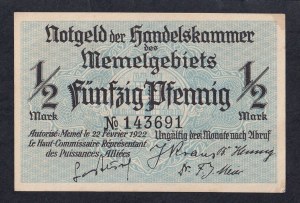 Notgeld der Handelskammer
des
Memelgebiets
1/2 Mark
Fünfzig Pfennig
1/2 Mark
No 143691
Autorisé-Memel le 22 Février 1922
Le Haut-Commissaire Représentant
des Puissances-Alliées
Ungültig des Monate nach Abruf